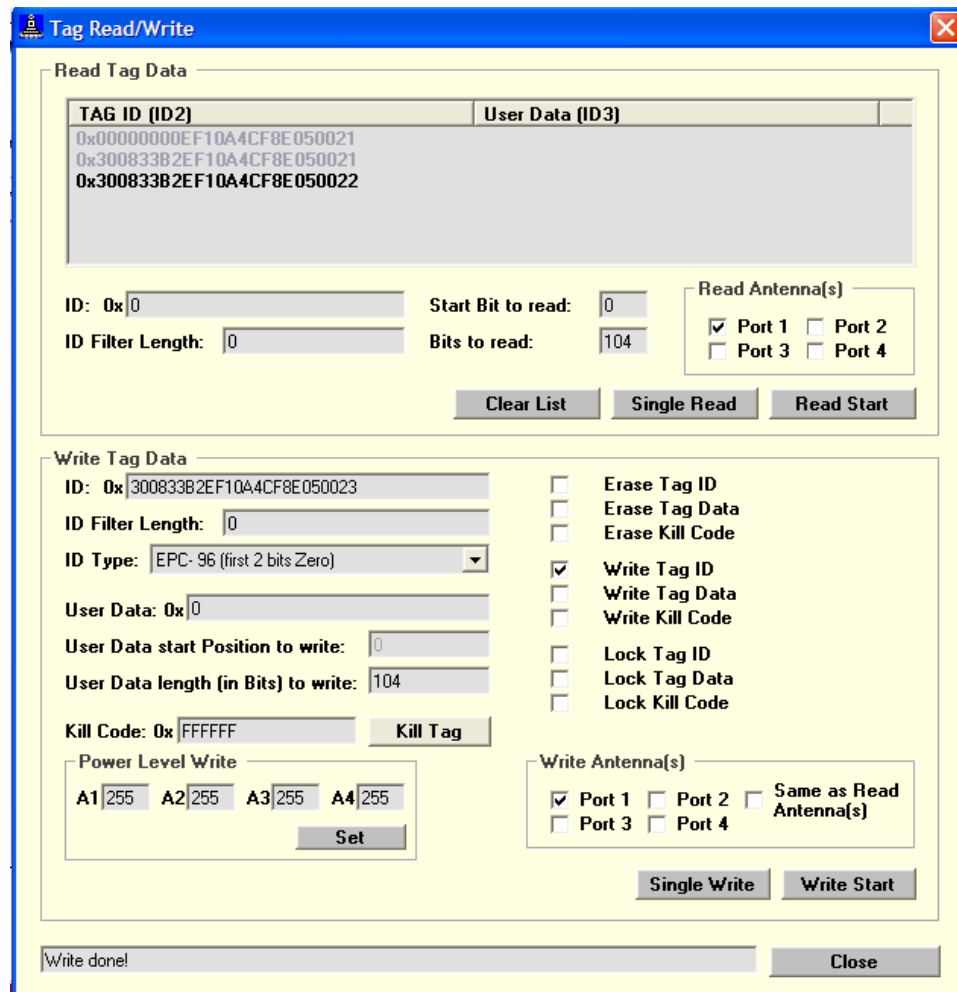 Tag Read/Write
Read Tag Data
TAG ID (ID2) User Data (ID3)
0x00000000EF10A4CF8E050021
0x300833B2EF10A4CF8E050021
0x300833B2EF10A4CF8E050022
ID: 0x 0 Start Bit to read: 0 Read Antenna(s)
Port 1 Port 2
ID Filter Length: 0 Bits to read: 104
Port 3 Port 4
Clear List Single Read Read Start
Write Tag Data
ID: 0x 300833B2EF10A4CF8E050023 Erase Tag ID
Erase Tag Data
ID Filter Length: 0
Erase Kill Code
ID Type: EPC- 96 (first 2 bits Zero)
Write Tag ID
Write Tag Data
User Data: 0x 0
Write Kill Code
User Data start Position to write: 0
Lock Tag ID
User Data length (in Bits) to write: 104 Lock Tag Data
Lock Kill Code
Kill Code: 0x FFFFFF Kill Tag
Power Level Write Write Antenna(s)
A1 255 A2 255 A3 255 A4 255 Port 1 Port 2 Same as Read
Antenna(s)
Port 3 Port 4
Set
Single Write Write Start
Write done! Close